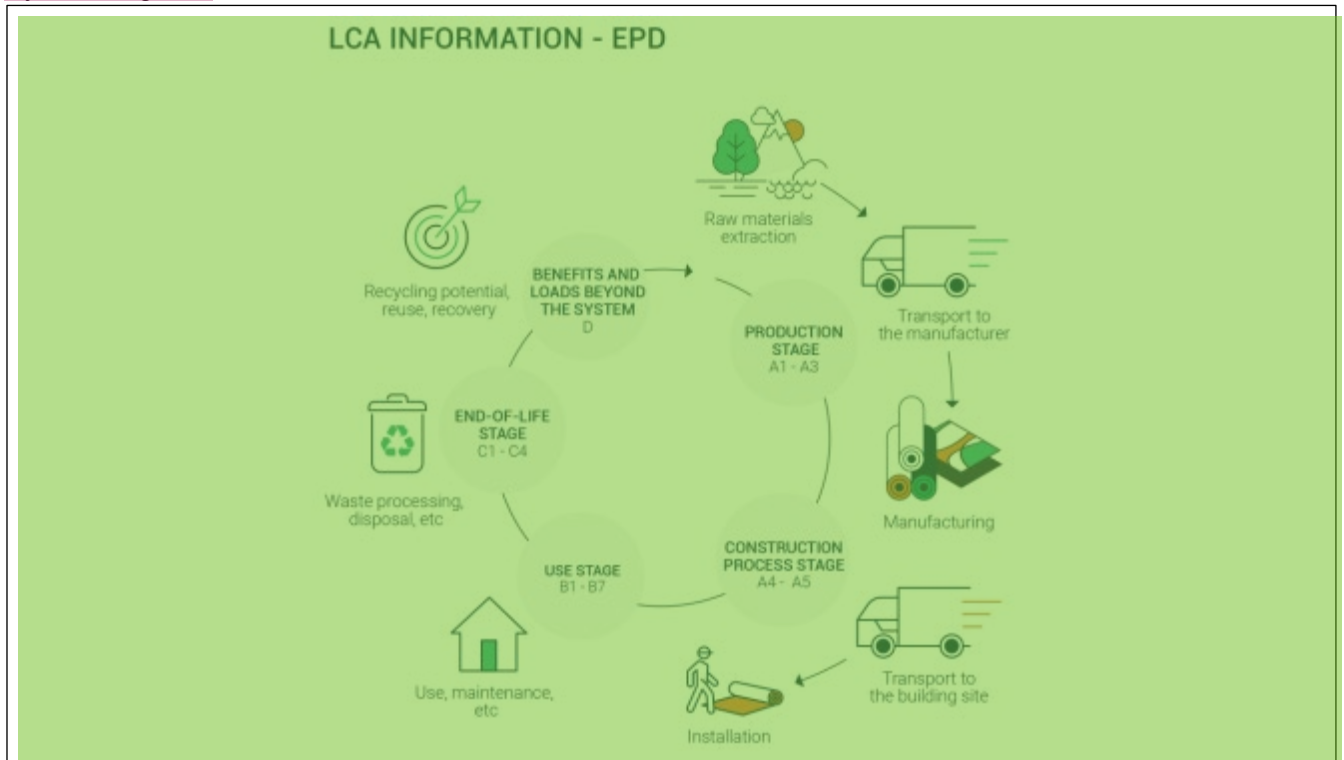 LCA INFORMATION - EPD
Raw materials
extraction
Transport to
the manufacturer
Manufacturing
Transport to
the building site
Installation
Use, maintenance,
etc
Waste processing,
disposal, etc
Recycling potential,
reuse, recovery
BENEFITS AND
LOADS BEYOND
THE SYSTEM
D
PRODUCTION
STAGE
A1 - A3
CONSTRUCTION
PROCESS STAGE
A4 - A5
USE STAGE
B1 - B7
END-OF-LIFE
STAGE
C1 - C4